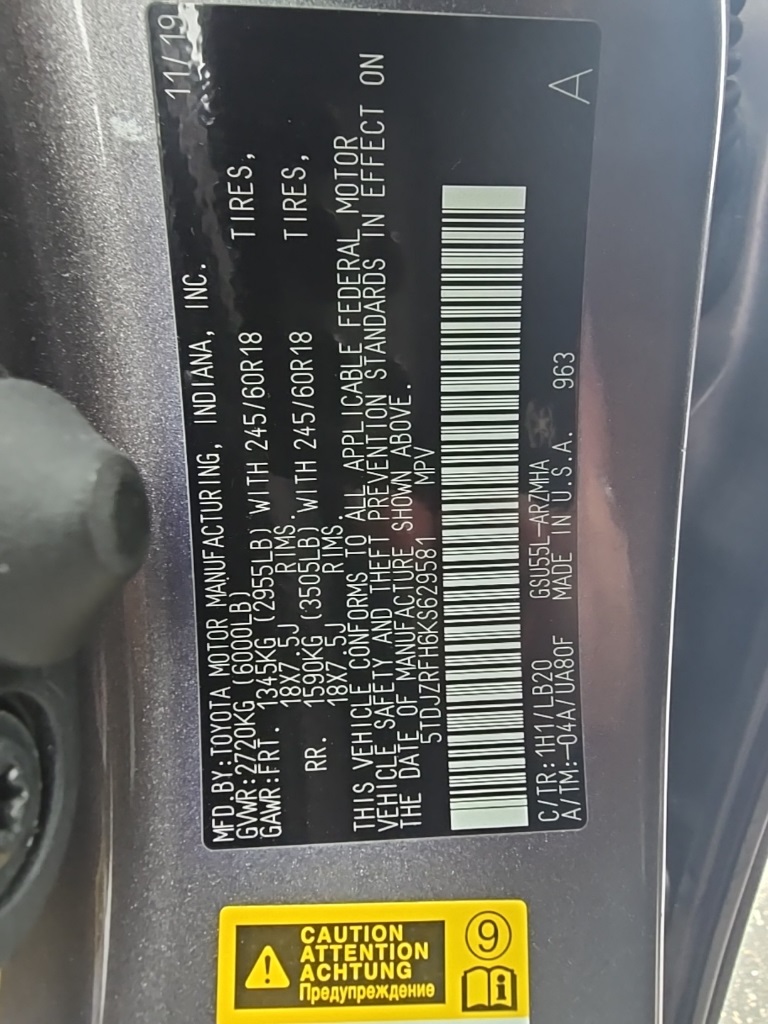 11/19
MFD.BY:TOYOTA MOTOR MANUFACTURING, INDIANA, INC.
GVWR:2720KG (6000LB)
GAWR:FRT. 1345KG (2955LB) WITH 245/60R18 TIRES,
18X7.5J RIMS.
RR. 1590KG (3505LB) WITH 245/60R18 TIRES,
18X7.5J RIMS.
THIS VEHICLE CONFORMS TO ALL APPLICABLE FEDERAL MOTOR
VEHICLE SAFETY AND THEFT PREVENTION STANDARDS IN EFFECT ON
THE DATE OF MANUFACTURE SHOWN ABOVE.
5TDJZRFH6KS629581 MPV
C/TR:1H1/LB20 GSU55L-ARZMHA
A/TM:-04A/UA80F MADE IN U.S.A. 963
A
CAUTION
ATTENTION
ACHTUNG
Предупреждение
9
i